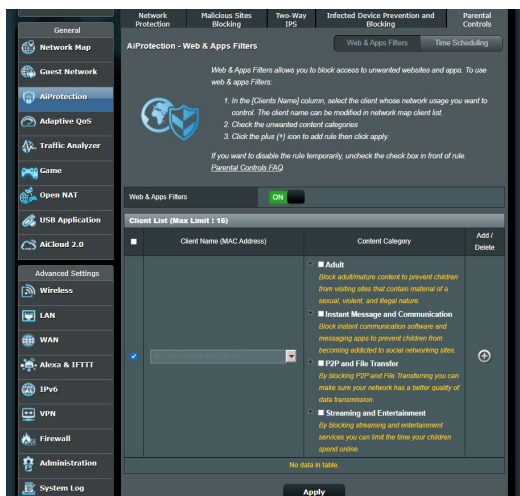 Network Protection
Malicious Sites Blocking
Two-Way IPS
Infected Device Prevention and Blocking
Parental Controls
General
Network Map
Guest Network
AiProtection
Adaptive QoS
Traffic Analyzer
Game
Open NAT
USB Application
AiCloud 2.0
Advanced Settings
Wireless
LAN
WAN
Alexa & IFTTT
IPv6
VPN
Firewall
Administration
System Log
AiProtection - Web & Apps Filters
Web & Apps Filters
Time Scheduling
Web & Apps Filters allows you to block access to unwanted websites and apps. To use
web & apps Filters:
1. In the [Clients Name] column, select the client whose network usage you want to
control. The client name can be modified in network map client list.
2. Check the unwanted content categories
3. Click the plus (+) icon to add rule then click apply.
If you want to disable the rule temporarily, uncheck the check box in front of rule.
Parental Controls FAQ
Web & Apps Filters
ON
Client List (Max Limit : 16)
Client Name (MAC Address)
Content Category
Add / Delete
Adult
Block adult/mature content to prevent children
from visiting sites that contain material of a
sexual, violent, and illegal nature.
Instant Message and Communication
Block instant communication software and
messaging apps to prevent children from
becoming addicted to social networking sites.
P2P and File Transfer
By blocking P2P and File Transferring you can
make sure your network has a better quality of
data transmission.
Streaming and Entertainment
By blocking streaming and entertainment
services you can limit the time your children
spend online.
No data in table.
Apply